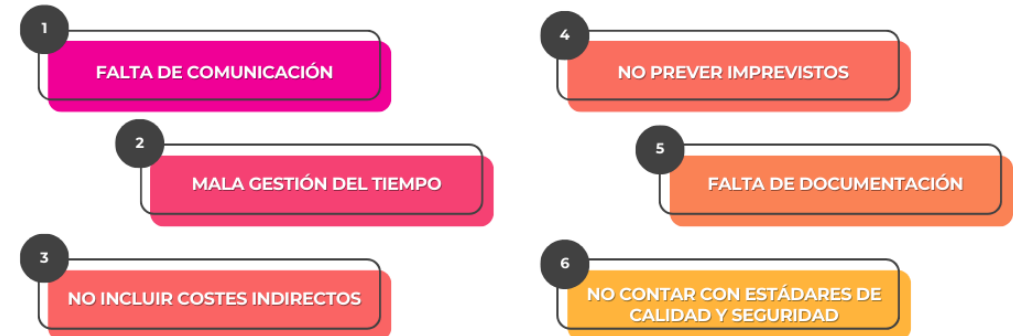 1
FALTA DE COMUNICACIÓN
2
MALA GESTIÓN DEL TIEMPO
3
NO INCLUIR COSTES INDIRECTOS
4
NO PREVER IMPREVISTOS
5
FALTA DE DOCUMENTACIÓN
6
NO CONTAR CON ESTÁDARES DE
CALIDAD Y SEGURIDAD